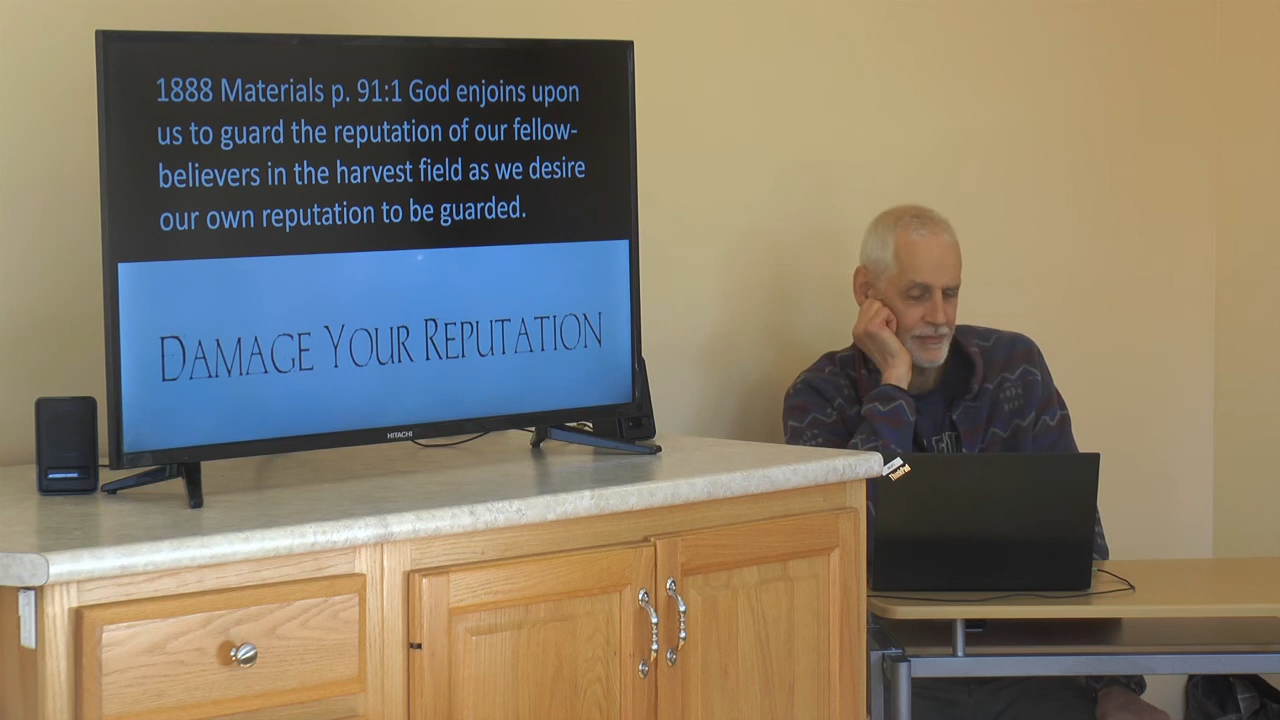 1888 Materials p. 91:1 God enjoins upon
us to guard the reputation of our fellow-
believers in the harvest field as we desire
our own reputation to be guarded.
DAMAGE YOUR REPUTATION
HITACHI
ThinkPad